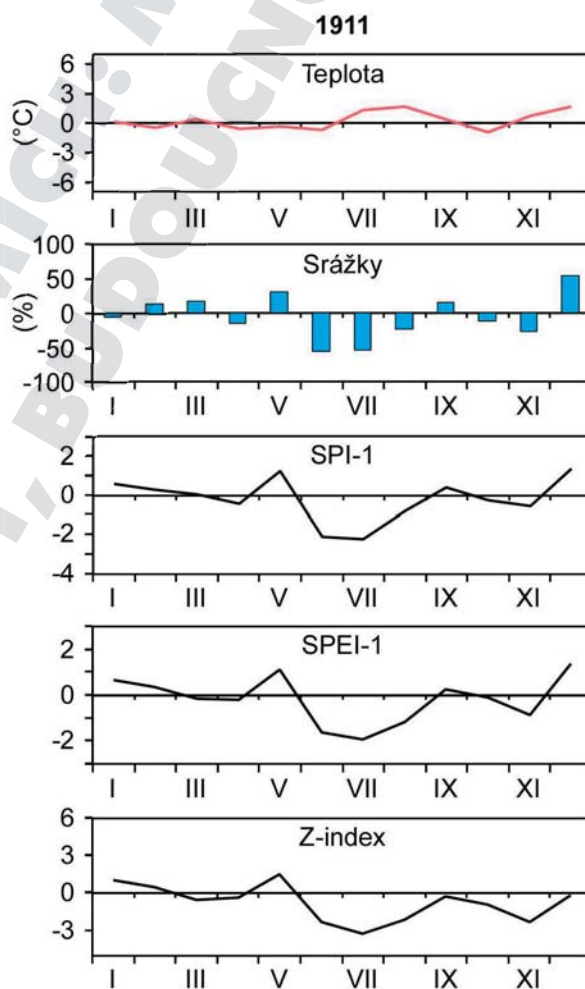 1911
Teplota
(°C)
6
3
0
-3
-6
I III V VII IX XI
Srážky
(%)
100
50
0
-50
-100
I III V VII IX XI
SPI-1
2
0
-2
-4
I III V VII IX XI
SPEI-1
2
0
-2
I III V VII IX XI
Z-index
6
3
0
-3
I III V VII IX XI